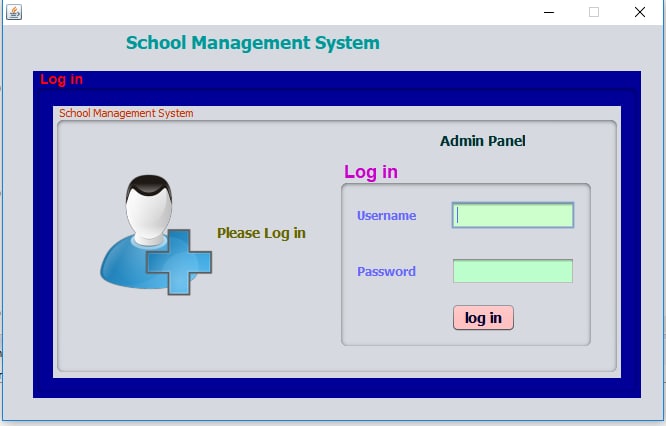 School Management System
Log in
School Management System
Admin Panel
Log in
Username
Please Log in
Password
log in